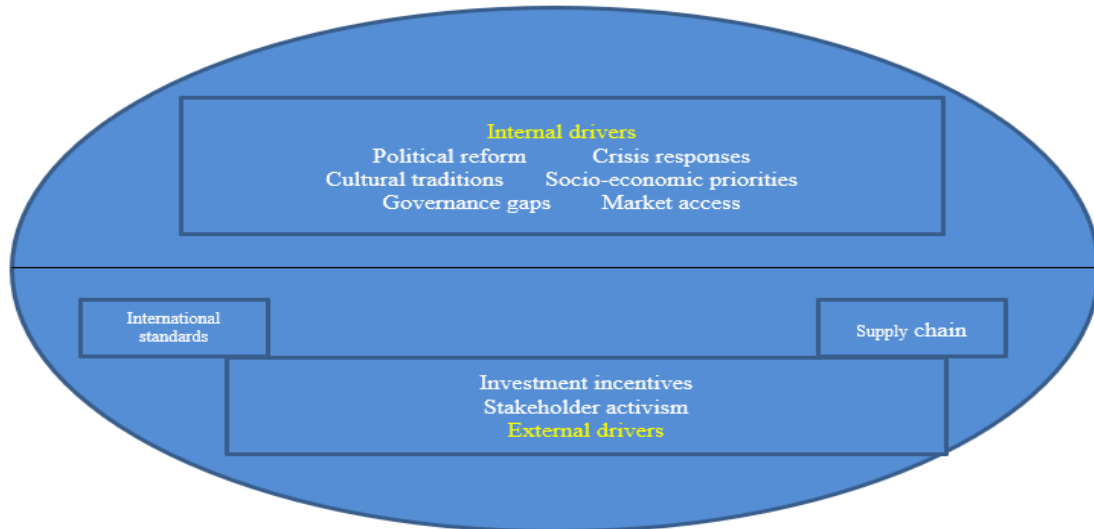 Internal drivers
Political reform Crisis responses
Cultural traditions Socio-economic priorities
Governance gaps Market access
International
standards
Supply chain
Investment incentives
Stakeholder activism
External drivers